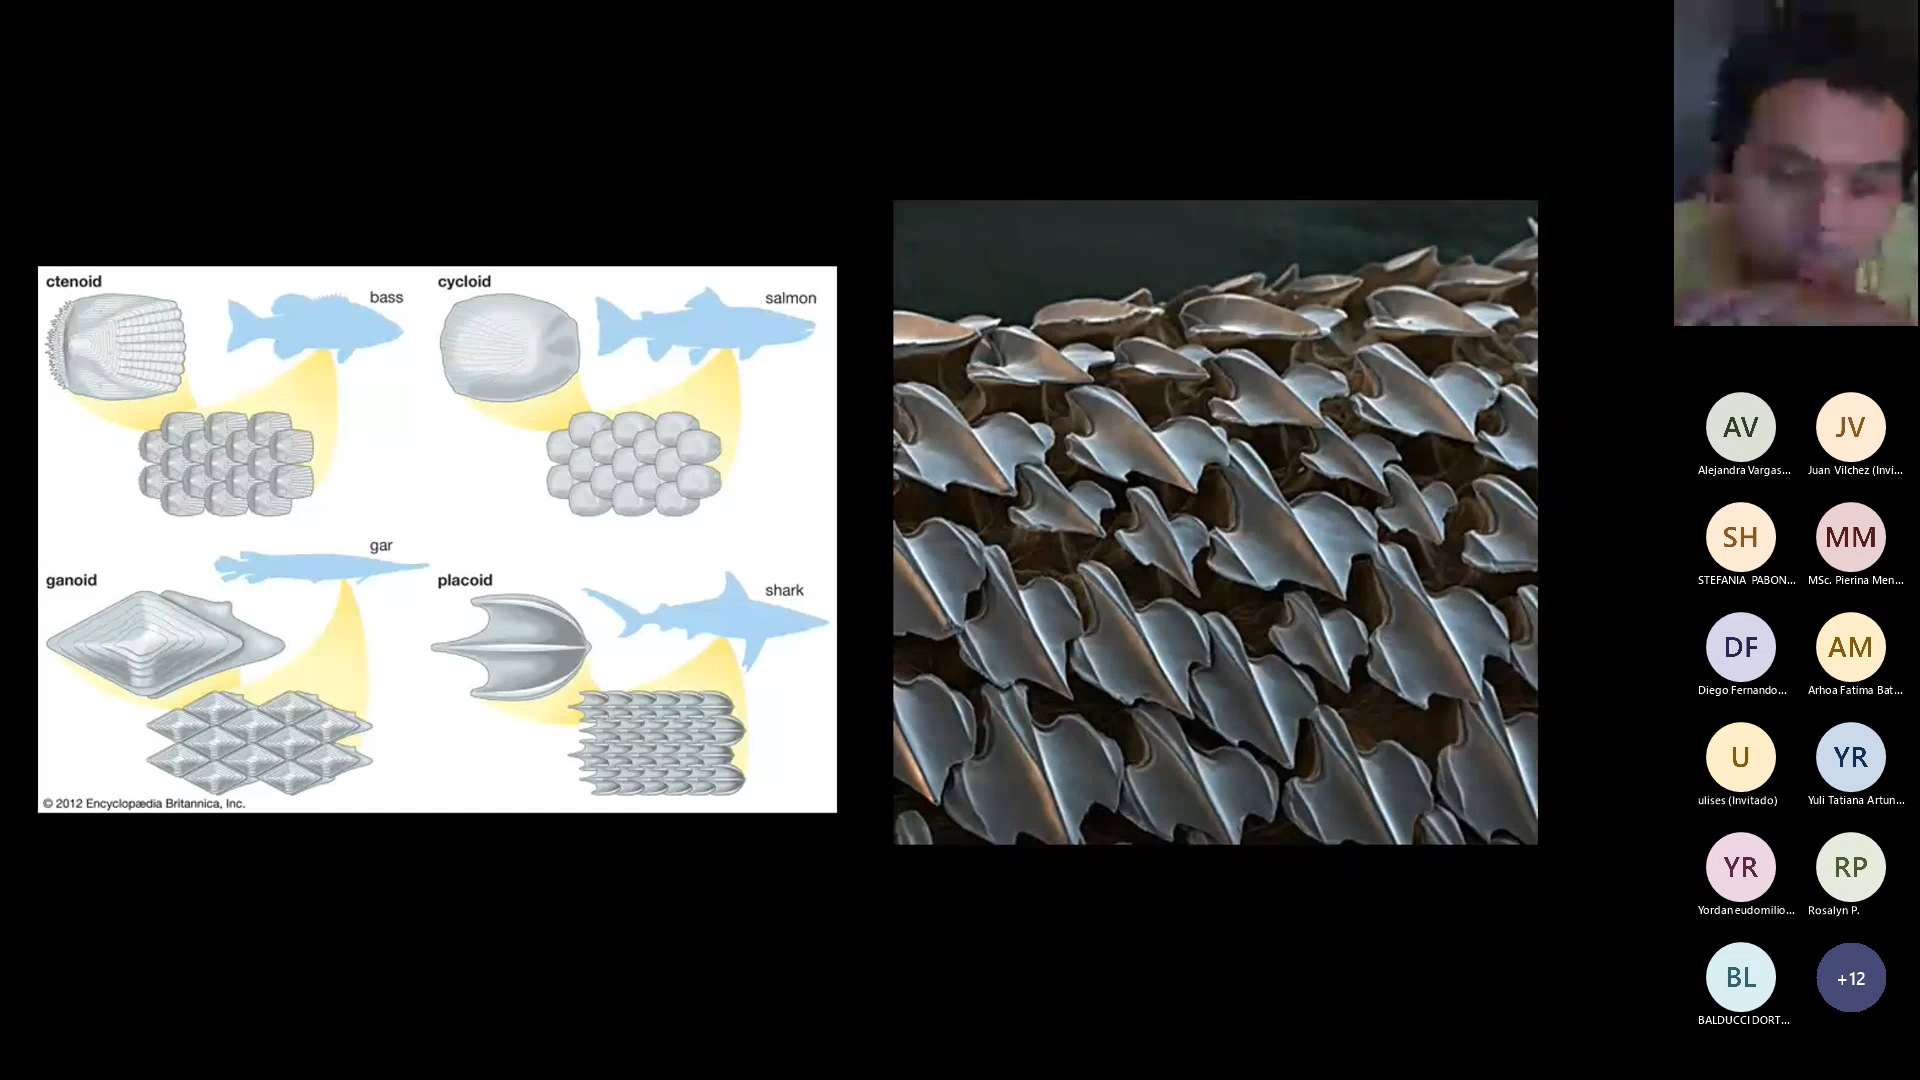 ctenoid
bass
cycloid
salmon
gar
ganoid
placoid
shark
© 2012 Encyclopædia Britannica, Inc.
AV
JV
Alejandra Vargas...
Juan Vilchez (Invi...
SH
MM
STEFANIA PABON...
MSc. Pierina Men...
DF
AM
Diego Fernando...
Arhoa Fatima Bat...
U
YR
ulises (Invitado)
Yuli Tatiana Artun...
YR
RP
Yordan eudomilio...
Rosalyn P.
BL
+12
BALDUCCI DORT...